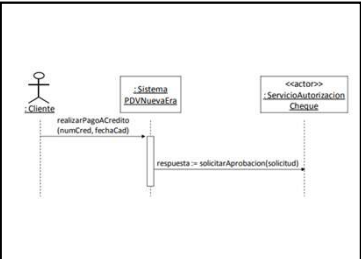 : Cliente
: Sistema
PDVNuevaEra
<<actor>>
: ServicioAutorizacion
Cheque
realizarPagoACredito
(numCred, fechaCad)
respuesta := solicitarAprobacion(solicitud)